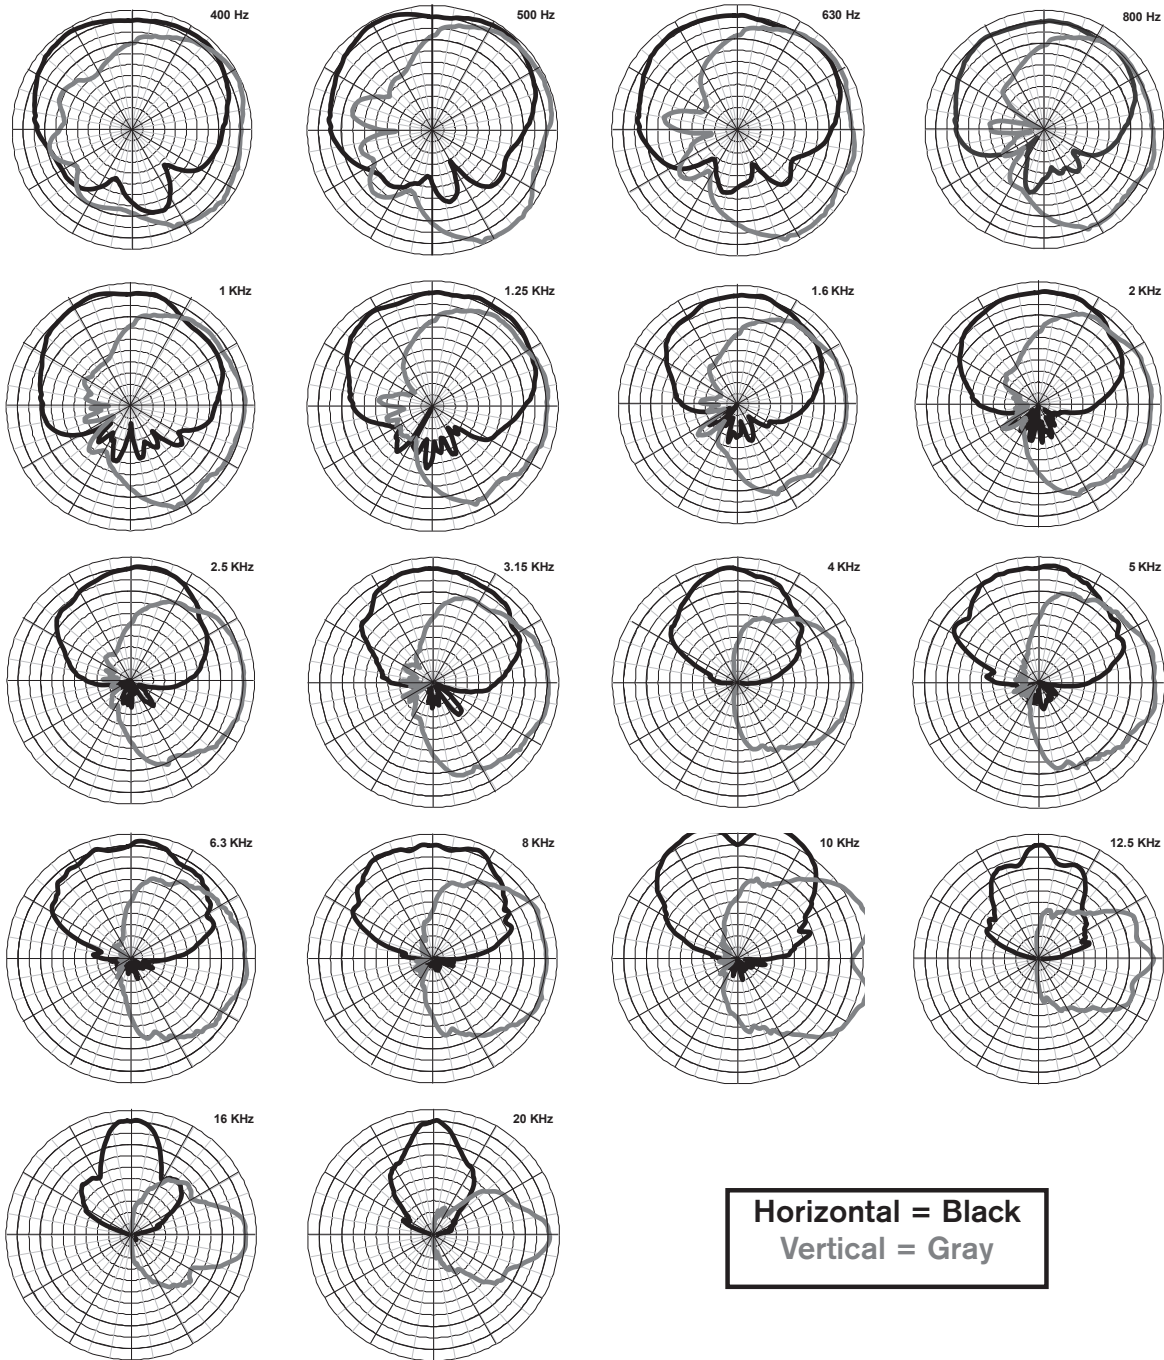 400 Hz
500 Hz
630 Hz
800 Hz
1 KHz
1.25 KHz
1.6 KHz
2 KHz
2.5 KHz
3.15 KHz
4 KHz
5 KHz
6.3 KHz
8 KHz
10 KHz
12.5 KHz
16 KHz
20 KHz
Horizontal = Black
Vertical = Gray